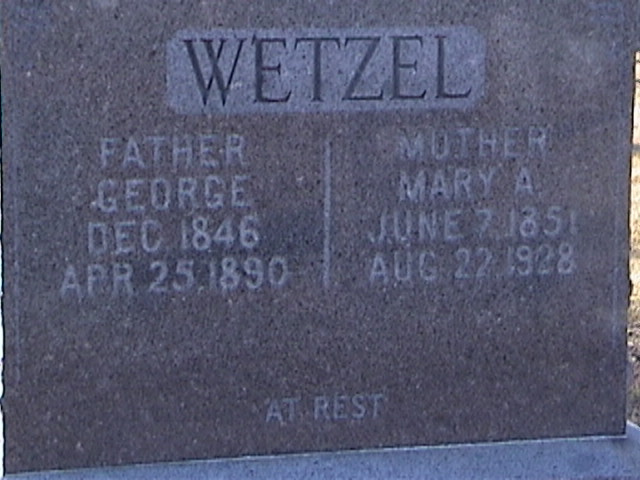 WETZEL
FATHER
GEORGE
DEC 1846
APR 25, 1890
MOTHER
MARY A.
JUNE 7, 1851
AUG 22, 1928
AT REST